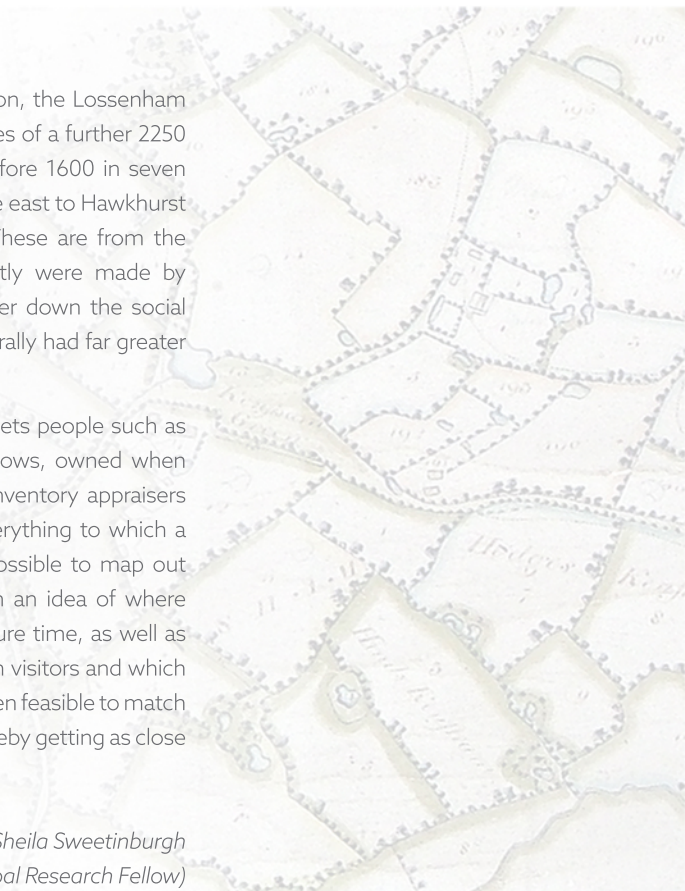 on, the Lossenham
es of a further 2250
fore 1600 in seven
e east to Hawkhurst
These are from the
tly were made by
er down the social
rally had far greater
ets people such as
ows, owned when
nventory appraisers
erything to which a
ossible to map out
n an idea of where
ure time, as well as
n visitors and which
en feasible to match
eby getting as close
Sheila Sweetinburgh
pal Research Fellow)
Hodges